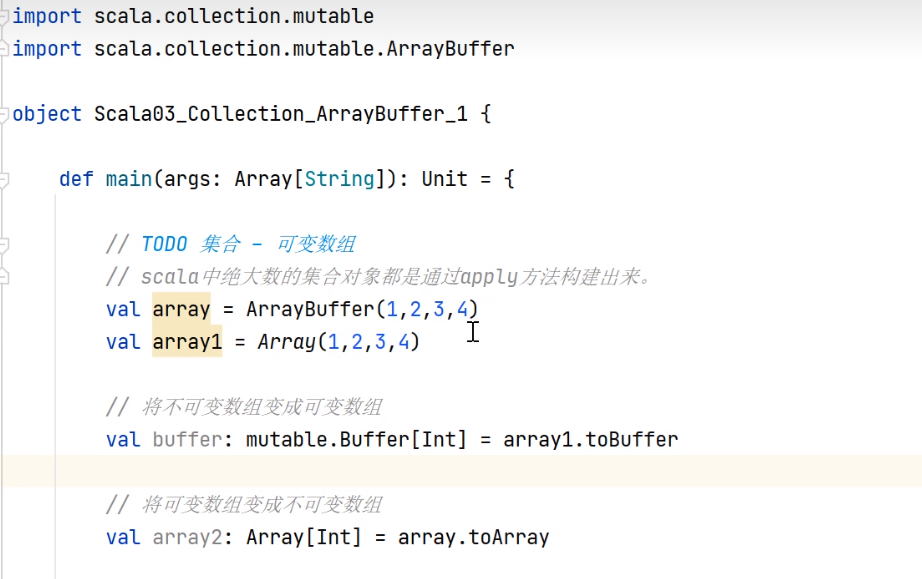 import scala.collection.mutable
import scala.collection.mutable.ArrayBuffer
object Scala03_Collection_ArrayBuffer_1 {
def main(args: Array[String]): Unit = {
// TODO 集合 - 可变数组
// scala中绝大数的集合对象都是通过apply方法构建出来。
val array = ArrayBuffer(1,2,3,4)
val array1 = Array(1,2,3,4)
// 将不可变数组变成可变数组
val buffer: mutable.Buffer[Int] = array1.toBuffer
// 将可变数组变成不可变数组
val array2: Array[Int] = array.toArray